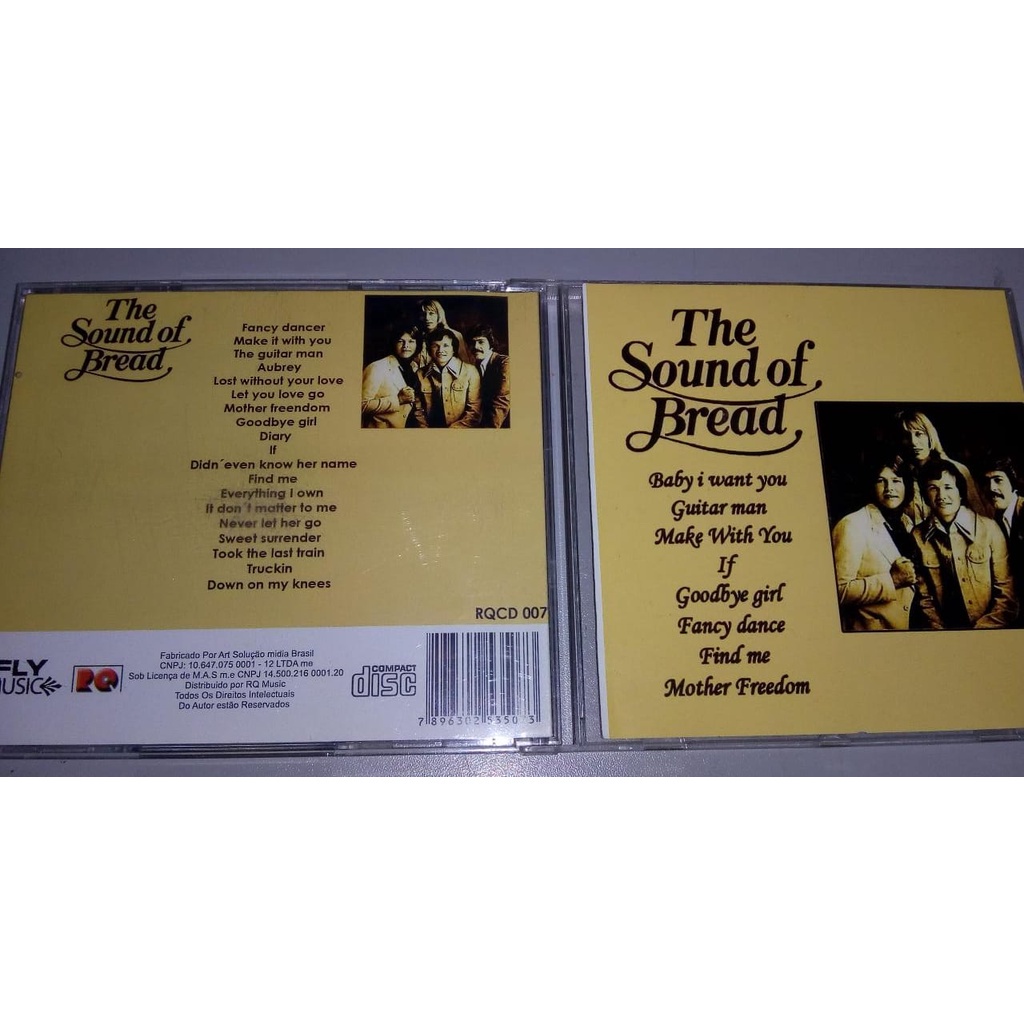 The
Sound of
Bread
Fancy dancer
Make it with you
The guitar man
Aubrey
Lost without your love
Let you love go
Mother freendom
Goodbye girl
Diary
If
Didn´even know her name
Find me
Everything I own
It don´t matter to me
Never let her go
Sweet surrender
Took the last train
Truckin
Down on my knees
RQCD 007
FLY
MUSIC
RQ
Fabricado Por Art Solução midia Brasil
CNPJ: 10.647.075 0001 - 12 LTDA me
Sob Licença de M.A.S m.e CNPJ 14.500.216 0001.20
Distribuido por RQ Music
Todos Os Direitos Intelectuais
Do Autor estão Reservados
COMPACT
disc
7 896302 535073
The
Sound of
Bread
Baby i want you
Guitar man
Make With You
If
Goodbye girl
Fancy dance
Find me
Mother Freedom